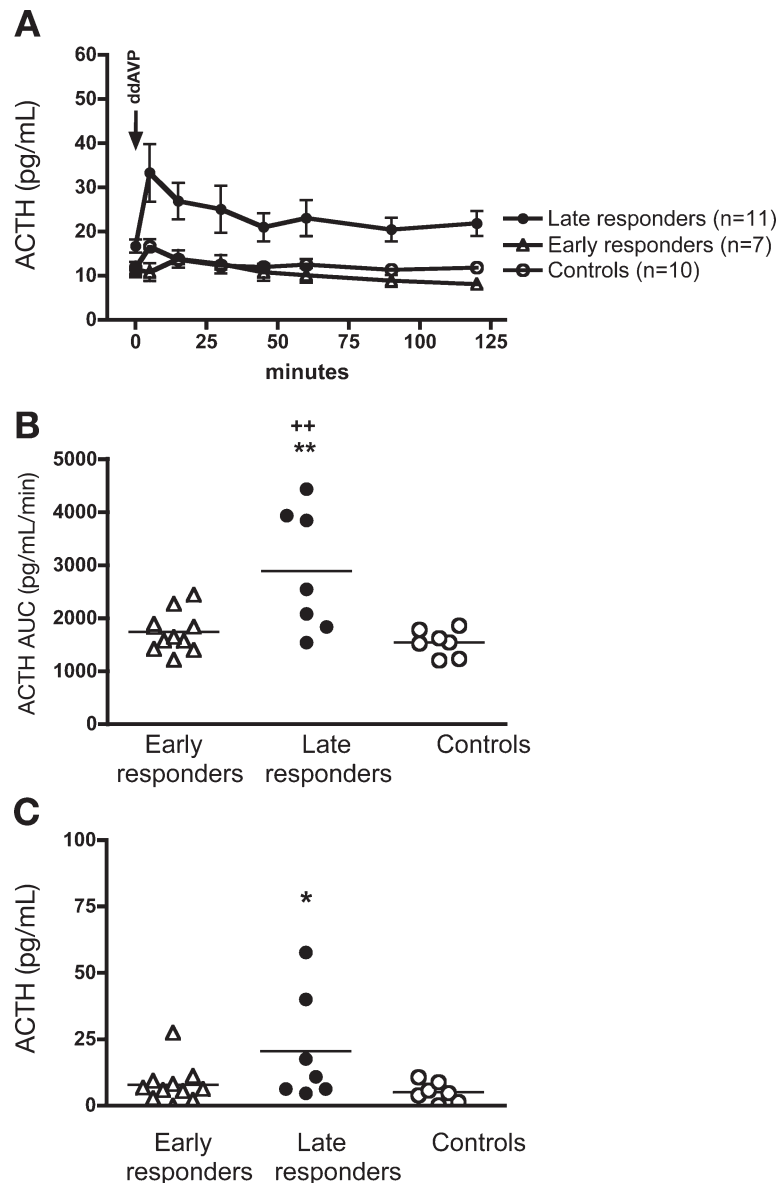 A
60
50
40
30
20
10
0
ACTH (pg/mL)
ddAVP
0 25 50 75 100 125
minutes
Late responders (n=11)
Early responders (n=7)
Controls (n=10)
B
++
**
5000
4000
3000
2000
1000
0
ACTH AUC (pg/mL/min)
Early responders
Late responders
Controls
C
*
100
75
50
25
0
ACTH (pg/mL)
Early responders
Late responders
Controls